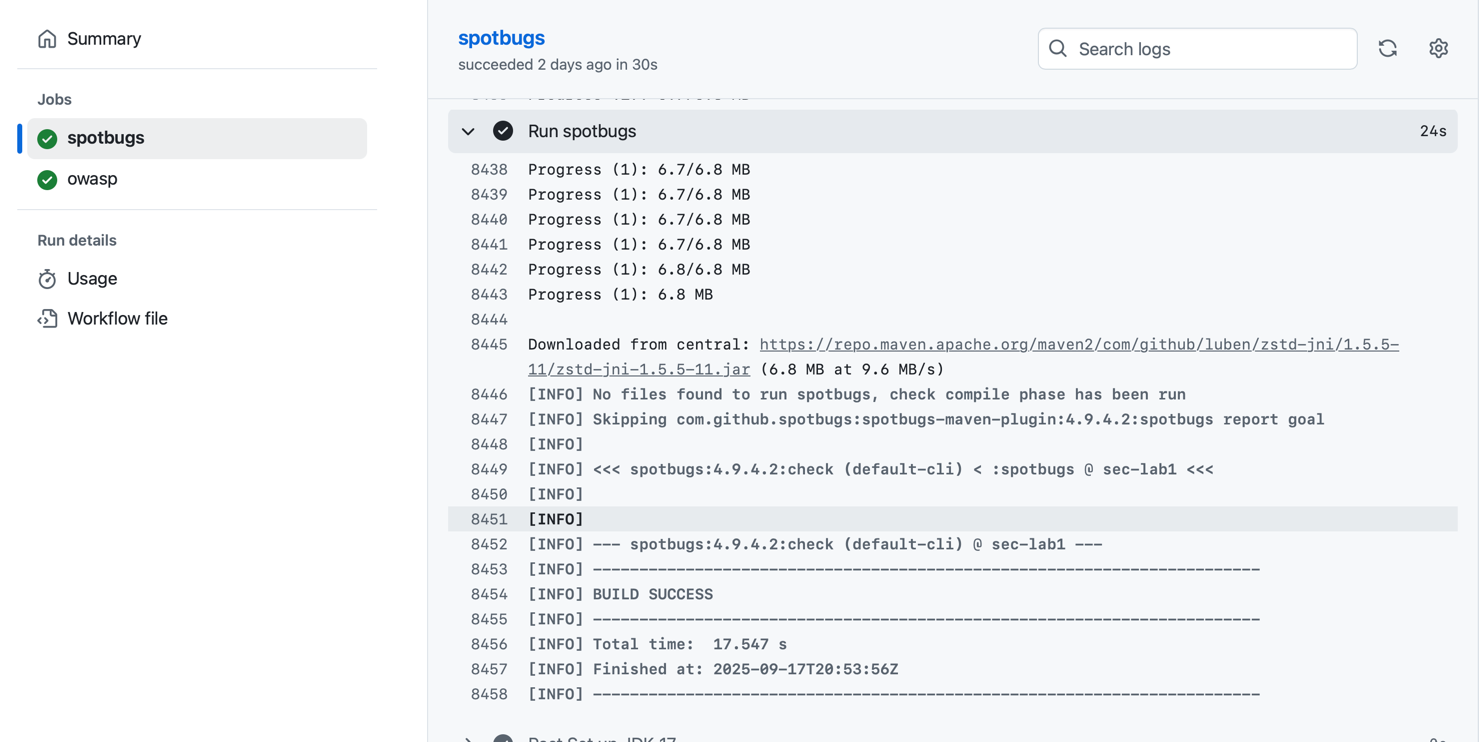 Summary
Jobs
spotbugs
owasp
Run details
Usage
Workflow file
spotbugs
succeeded 2 days ago in 30s
Search logs
Run spotbugs 24s
8438 Progress (1): 6.7/6.8 MB
8439 Progress (1): 6.7/6.8 MB
8440 Progress (1): 6.7/6.8 MB
8441 Progress (1): 6.7/6.8 MB
8442 Progress (1): 6.8/6.8 MB
8443 Progress (1): 6.8 MB
8444
8445 Downloaded from central: https://repo.maven.apache.org/maven2/com/github/luben/zstd-jni/1.5.5-
11/zstd-jni-1.5.5-11.jar (6.8 MB at 9.6 MB/s)
8446 [INFO] No files found to run spotbugs, check compile phase has been run
8447 [INFO] Skipping com.github.spotbugs:spotbugs-maven-plugin:4.9.4.2:spotbugs report goal
8448 [INFO]
8449 [INFO] <<< spotbugs:4.9.4.2:check (default-cli) < :spotbugs @ sec-lab1 <<<
8450 [INFO]
8451 [INFO]
8452 [INFO] --- spotbugs:4.9.4.2:check (default-cli) @ sec-lab1 ---
8453 [INFO] ------------------------------------------------------------------------
8454 [INFO] BUILD SUCCESS
8455 [INFO] ------------------------------------------------------------------------
8456 [INFO] Total time:  17.547 s
8457 [INFO] Finished at: 2025-09-17T20:53:56Z
8458 [INFO] ------------------------------------------------------------------------
Post Set up JDK 17